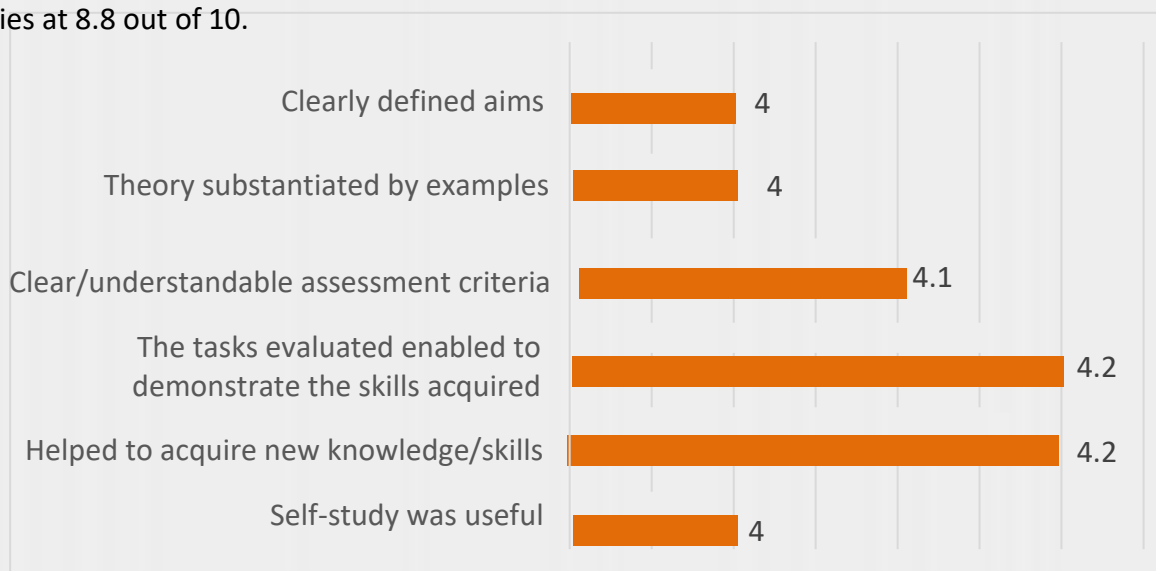 ies at 8.8 out of 10.
Clearly defined aims 4
Theory substantiated by examples 4
Clear/understandable assessment criteria 4.1
The tasks evaluated enabled to
demonstrate the skills acquired 4.2
Helped to acquire new knowledge/skills 4.2
Self-study was useful 4